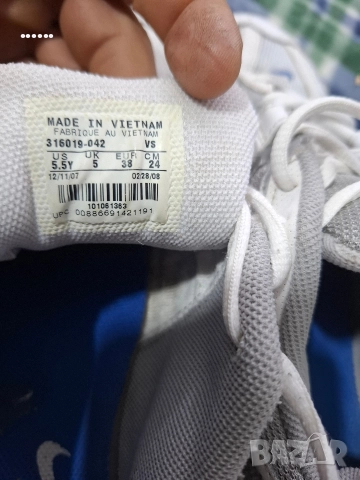 MADE IN VIETNAM
FABRIQUE AU VIETNAM
316019-042 VS
US UK EUR CM
5.5Y 5 38 24
12/11/07 02/28/08
101061363
UPC 00886691421191
BAZAR